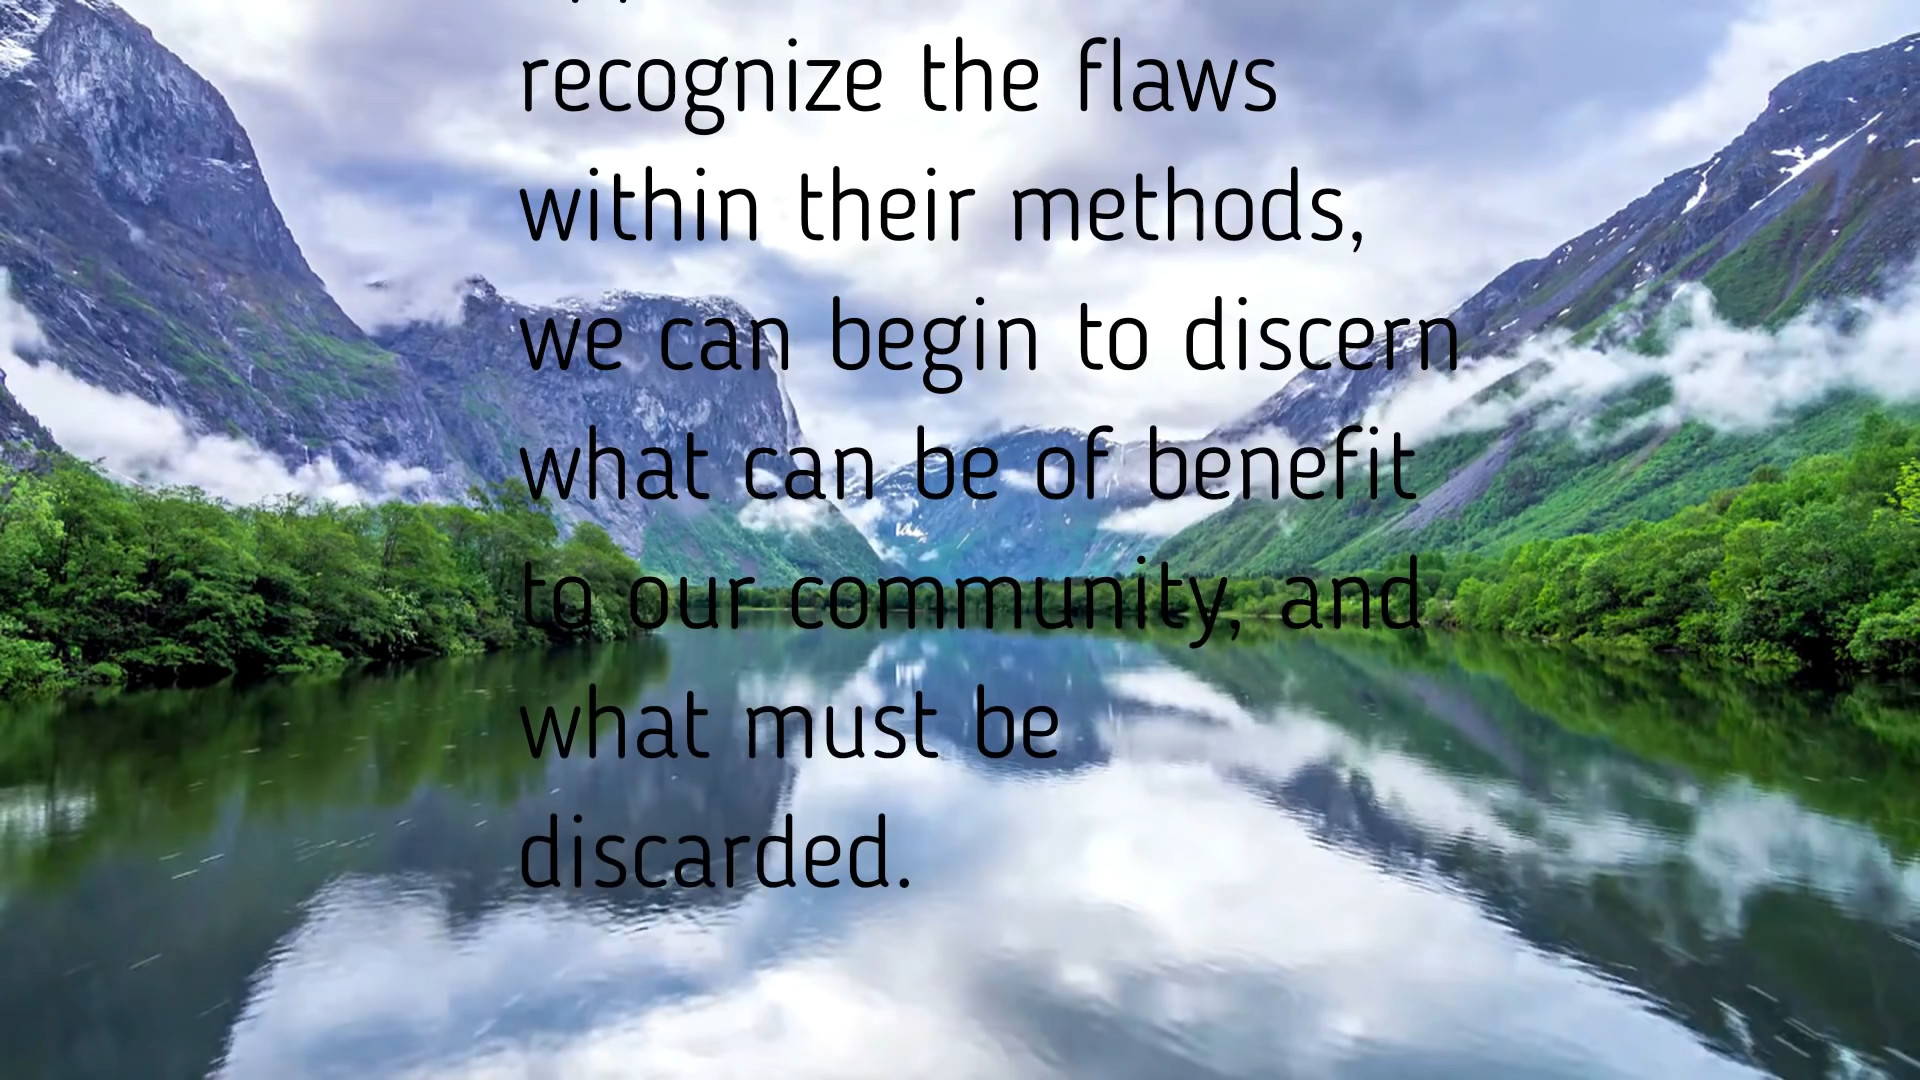 recognize the flaws
within their methods,
we can begin to discern
what can be of benefit
to our community, and
what must be
discarded.